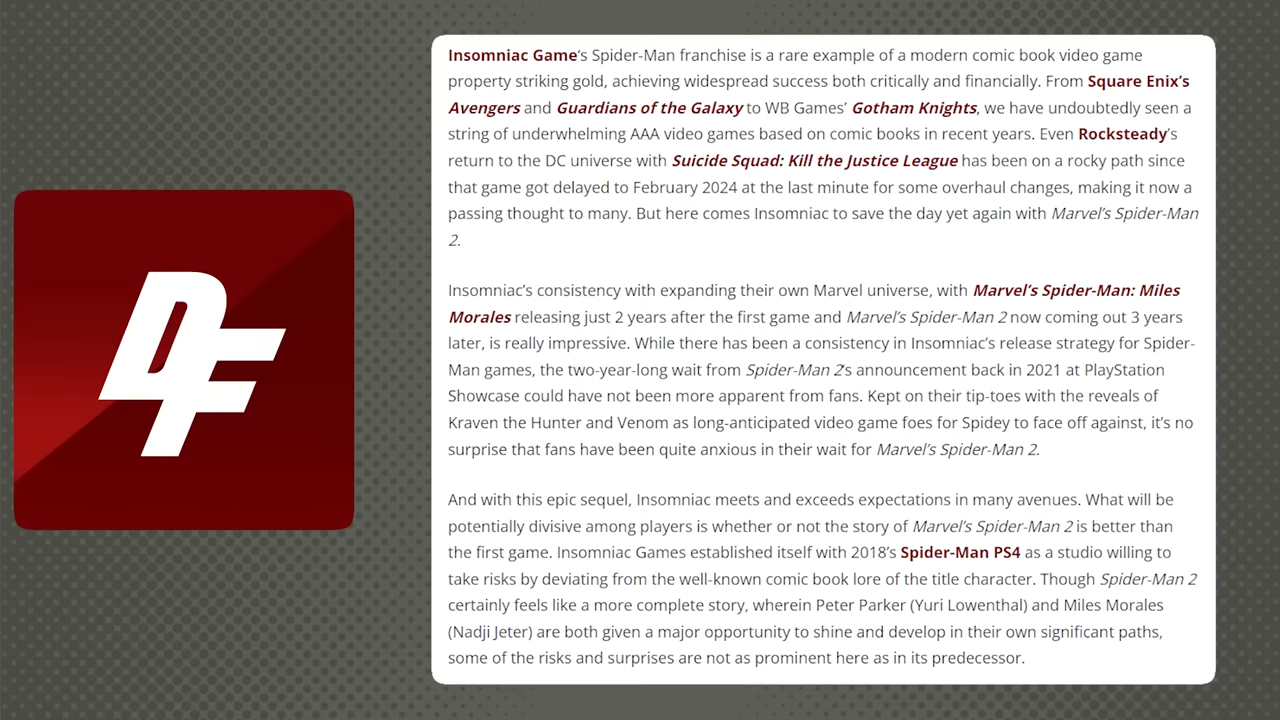 DF
Insomniac Game's Spider-Man franchise is a rare example of a modern comic book video game
property striking gold, achieving widespread success both critically and financially. From Square Enix's
Avengers and Guardians of the Galaxy to WB Games' Gotham Knights, we have undoubtedly seen a
string of underwhelming AAA video games based on comic books in recent years. Even Rocksteady's
return to the DC universe with Suicide Squad: Kill the Justice League has been on a rocky path since
that game got delayed to February 2024 at the last minute for some overhaul changes, making it now a
passing thought to many. But here comes Insomniac to save the day yet again with Marvel's Spider-Man
2.
Insomniac's consistency with expanding their own Marvel universe, with Marvel's Spider-Man: Miles
Morales releasing just 2 years after the first game and Marvel's Spider-Man 2 now coming out 3 years
later, is really impressive. While there has been a consistency in Insomniac's release strategy for Spider-
Man games, the two-year-long wait from Spider-Man 2's announcement back in 2021 at PlayStation
Showcase could have not been more apparent from fans. Kept on their tip-toes with the reveals of
Kraven the Hunter and Venom as long-anticipated video game foes for Spidey to face off against, it's no
surprise that fans have been quite anxious in their wait for Marvel's Spider-Man 2.
And with this epic sequel, Insomniac meets and exceeds expectations in many avenues. What will be
potentially divisive among players is whether or not the story of Marvel's Spider-Man 2 is better than
the first game. Insomniac Games established itself with 2018's Spider-Man PS4 as a studio willing to
take risks by deviating from the well-known comic book lore of the title character. Though Spider-Man 2
certainly feels like a more complete story, wherein Peter Parker (Yuri Lowenthal) and Miles Morales
(Nadji Jeter) are both given a major opportunity to shine and develop in their own significant paths,
some of the risks and surprises are not as prominent here as in its predecessor.